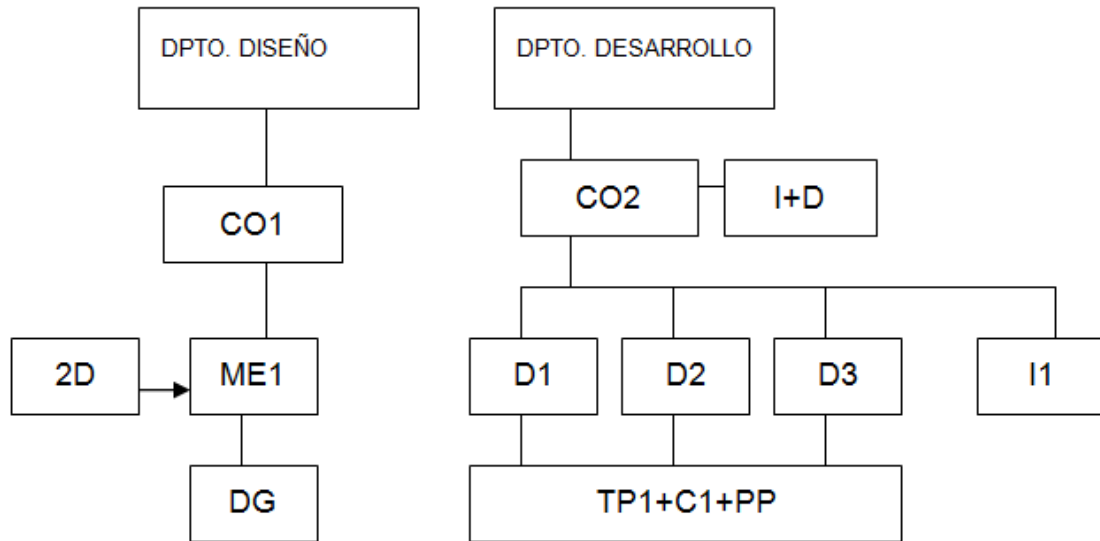 DPTO. DISEÑO
DPTO. DESARROLLO
CO1
CO2
I+D
2D
ME1
D1
D2
D3
I1
DG
TP1+C1+PP